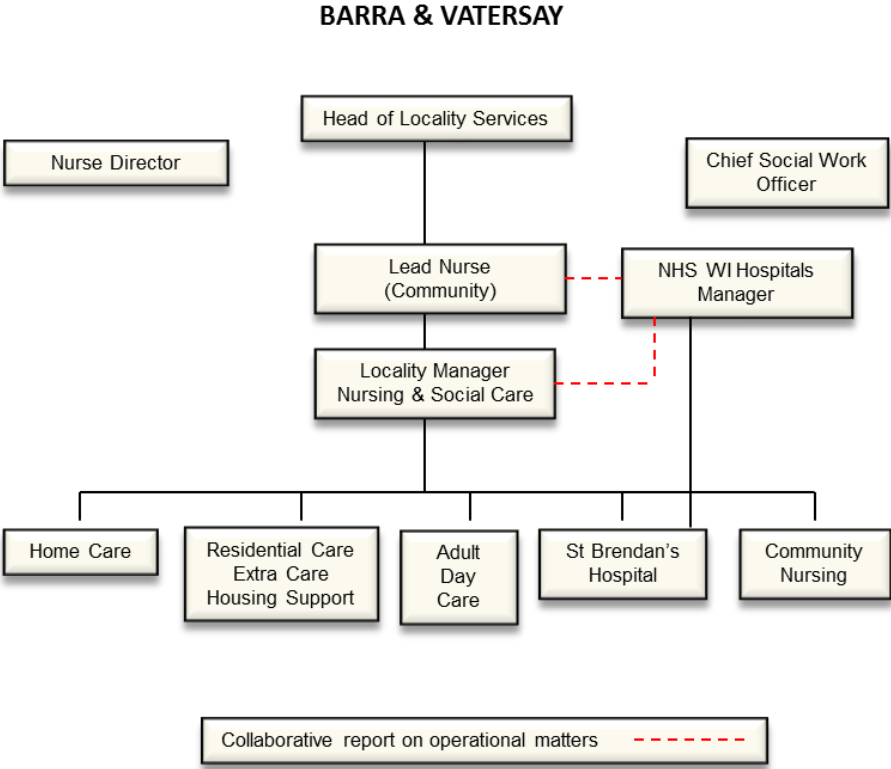 BARRA & VATERSAY
Head of Locality Services
Nurse Director
Chief Social Work
Officer
Lead Nurse
(Community)
NHS WI Hospitals
Manager
Locality Manager
Nursing & Social Care
Home Care
Residential Care
Extra Care
Housing Support
Adult
Day
Care
St Brendan's
Hospital
Community
Nursing
Collaborative report on operational matters